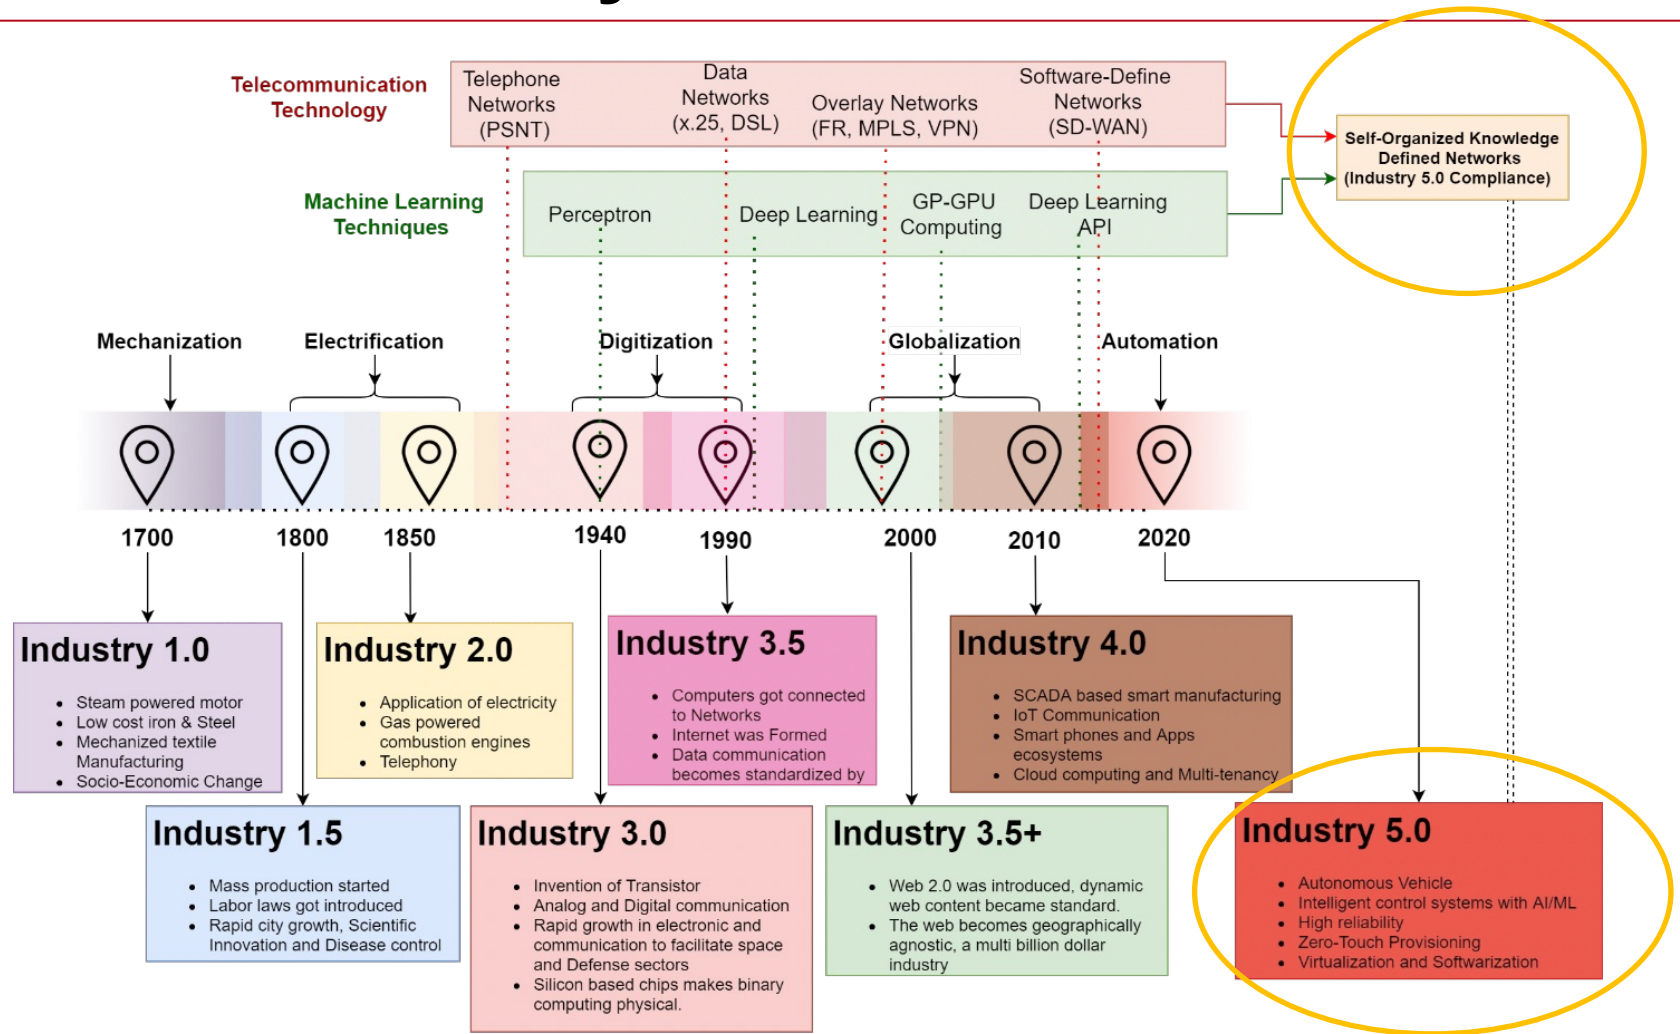 Telecommunication
Technology
Telephone
Networks
(PSNT)
Data
Networks
(x.25, DSL)
Overlay Networks
(FR, MPLS, VPN)
Software-Define
Networks
(SD-WAN)
Self-Organized Knowledge
Defined Networks
(Industry 5.0 Compliance)
Machine Learning
Techniques
Perceptron
Deep Learning
GP-GPU
Computing
Deep Learning
API
Mechanization
Electrification
Digitization
Globalization
Automation
1700
1800
1850
1940
1990
2000
2010
2020
Industry 1.0
• Steam powered motor
• Low cost iron & Steel
• Mechanized textile
Manufacturing
• Socio-Economic Change
Industry 2.0
• Application of electricity
• Gas powered
combustion engines
• Telephony
Industry 3.5
• Computers got connected
to Networks
• Internet was Formed
• Data communication
becomes standardized by
Industry 4.0
• SCADA based smart manufacturing
• IoT Communication
• Smart phones and Apps
ecosystems
• Cloud computing and Multi-tenancy
Industry 1.5
• Mass production started
• Labor laws got introduced
• Rapid city growth, Scientific
Innovation and Disease control
Industry 3.0
• Invention of Transistor
• Analog and Digital communication
• Rapid growth in electronic and
communication to facilitate space
and Defense sectors
• Silicon based chips makes binary
computing physical.
Industry 3.5+
• Web 2.0 was introduced, dynamic
web content became standard.
• The web becomes geographically
agnostic, a multi billion dollar
industry
Industry 5.0
• Autonomous Vehicle
• Intelligent control systems with AI/ML
• High reliability
• Zero-Touch Provisioning
• Virtualization and Softwarization